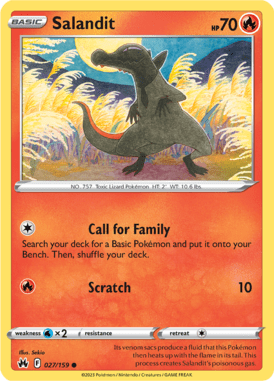 BASIC Salandit HP 70
NO. 757 Toxic Lizard Pokémon HT: 2' WT: 10.6 lbs.
Call for Family
Search your deck for a Basic Pokémon and put it onto your
Bench. Then, shuffle your deck.
Scratch 10
weakness ×2 resistance retreat
Illus. Sekio
F 027/159
Its venom sacs produce a fluid that this Pokémon
then heats up with the flame in its tail. This
process creates Salandit's poisonous gas.
©2023 Pokémon / Nintendo / Creatures / GAME FREAK